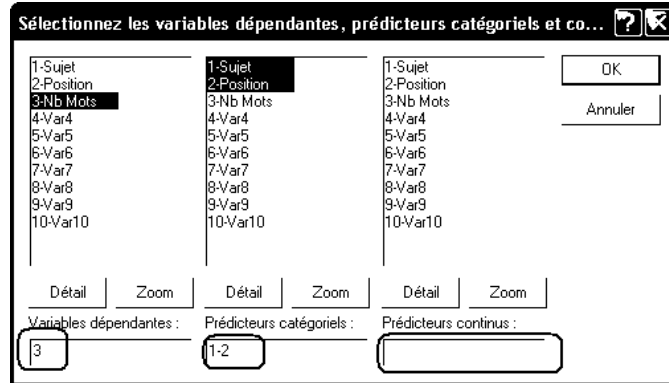 Sélectionnez les variables dépendantes, prédicteurs catégoriels et co...
1-Sujet
2-Position
3-Nb Mots
4-Var4
5-Var5
6-Var6
7-Var7
8-Var8
9-Var9
10-Var10
1-Sujet
2-Position
3-Nb Mots
4-Var4
5-Var5
6-Var6
7-Var7
8-Var8
9-Var9
10-Var10
1-Sujet
2-Position
3-Nb Mots
4-Var4
5-Var5
6-Var6
7-Var7
8-Var8
9-Var9
10-Var10
OK
Annuler
Détail Zoom Détail Zoom Détail Zoom
Variables dépendantes : Prédicteurs catégoriels : Prédicteurs continus :
3 1-2